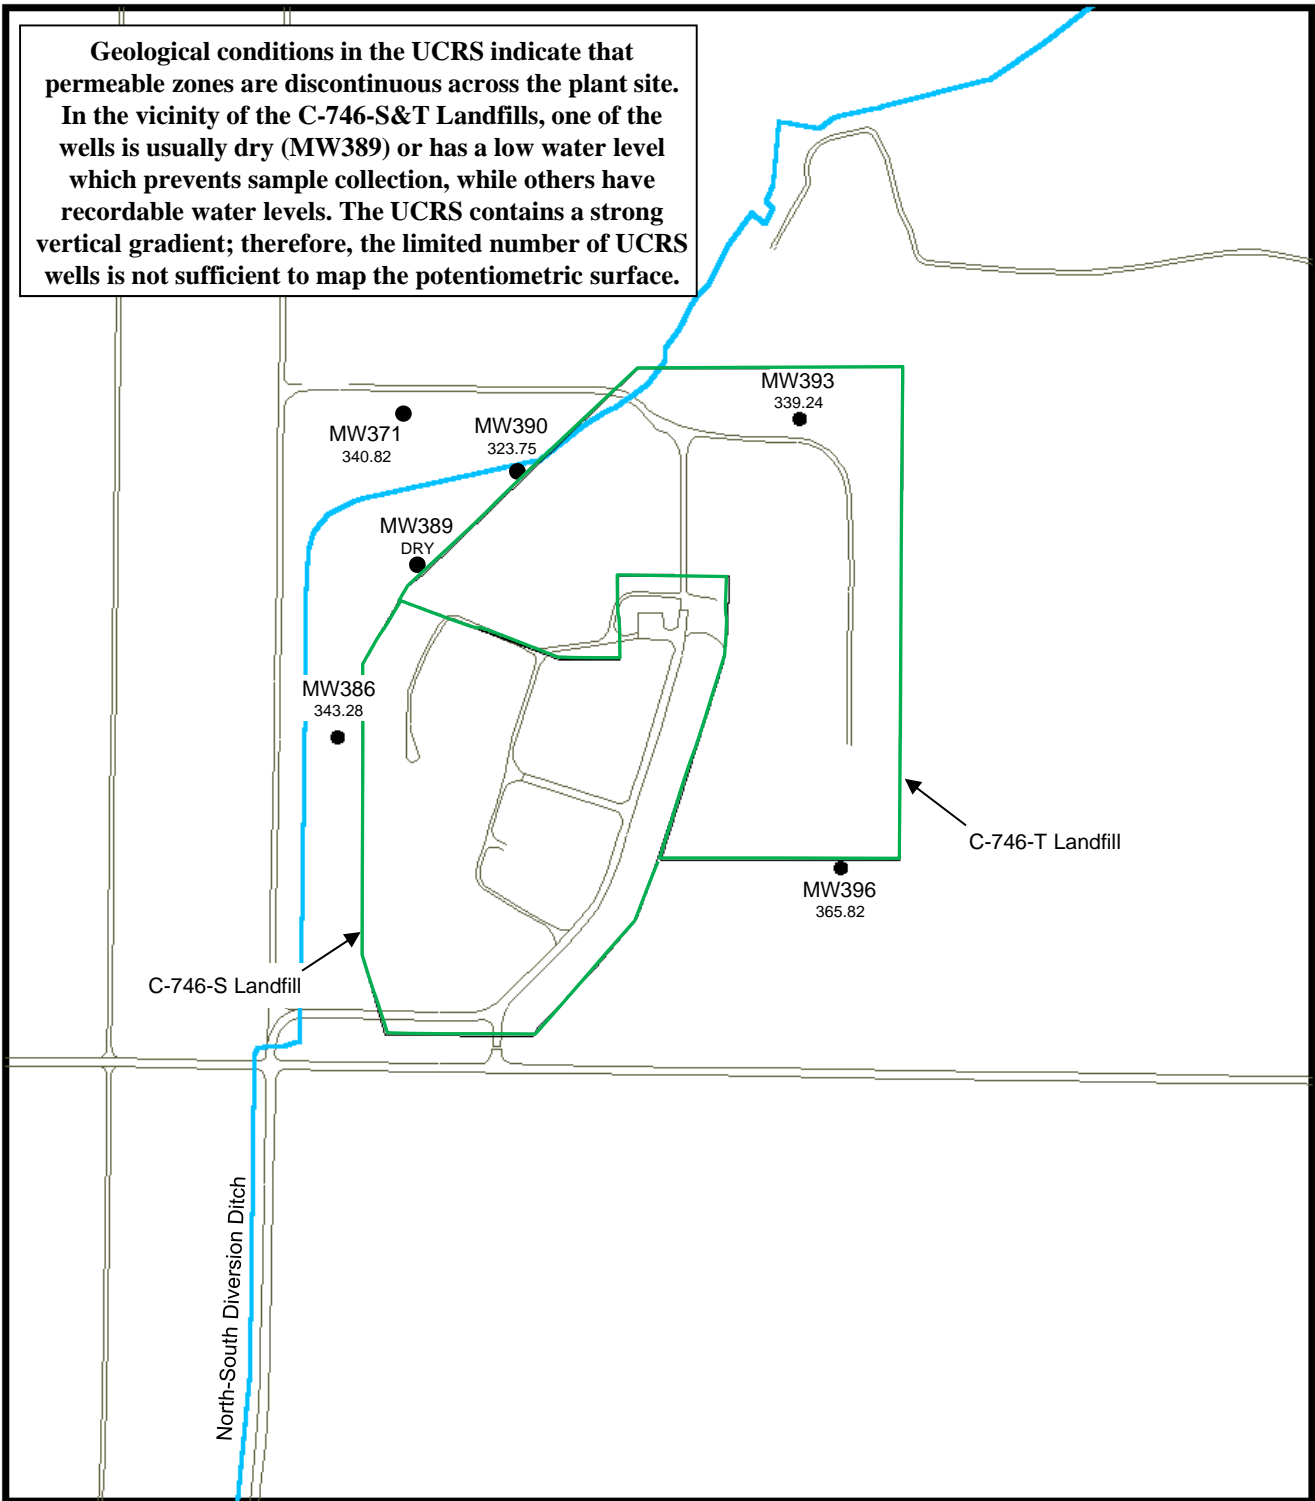 Geological conditions in the UCRS indicate that
permeable zones are discontinuous across the plant site.
In the vicinity of the C-746-S&T Landfills, one of the
wells is usually dry (MW389) or has a low water level
which prevents sample collection, while others have
recordable water levels. The UCRS contains a strong
vertical gradient; therefore, the limited number of UCRS
wells is not sufficient to map the potentiometric surface.
MW393
339.24
MW371
340.82
MW390
323.75
MW389
DRY
MW386
343.28
C-746-T Landfill
MW396
365.82
C-746-S Landfill
North-South Diversion Ditch